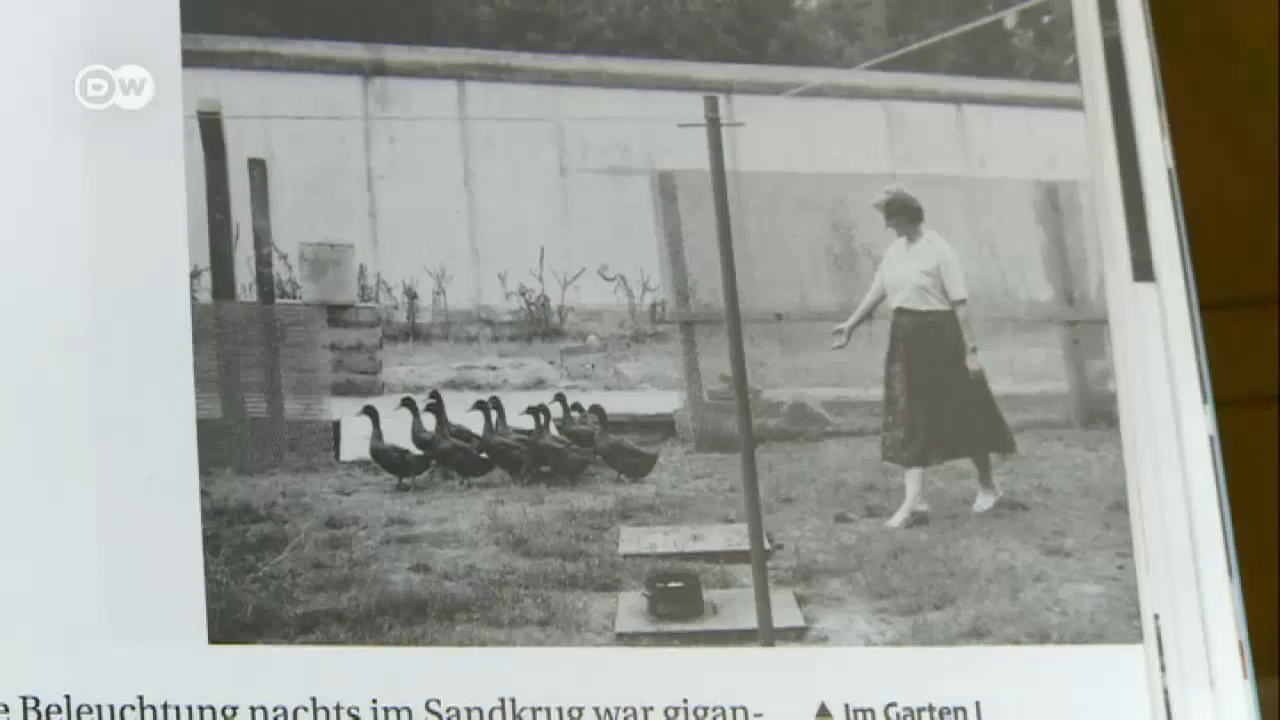 DW
e Beleuchtung nachts im Sandkrug war gigan-
▲ Im Garten I